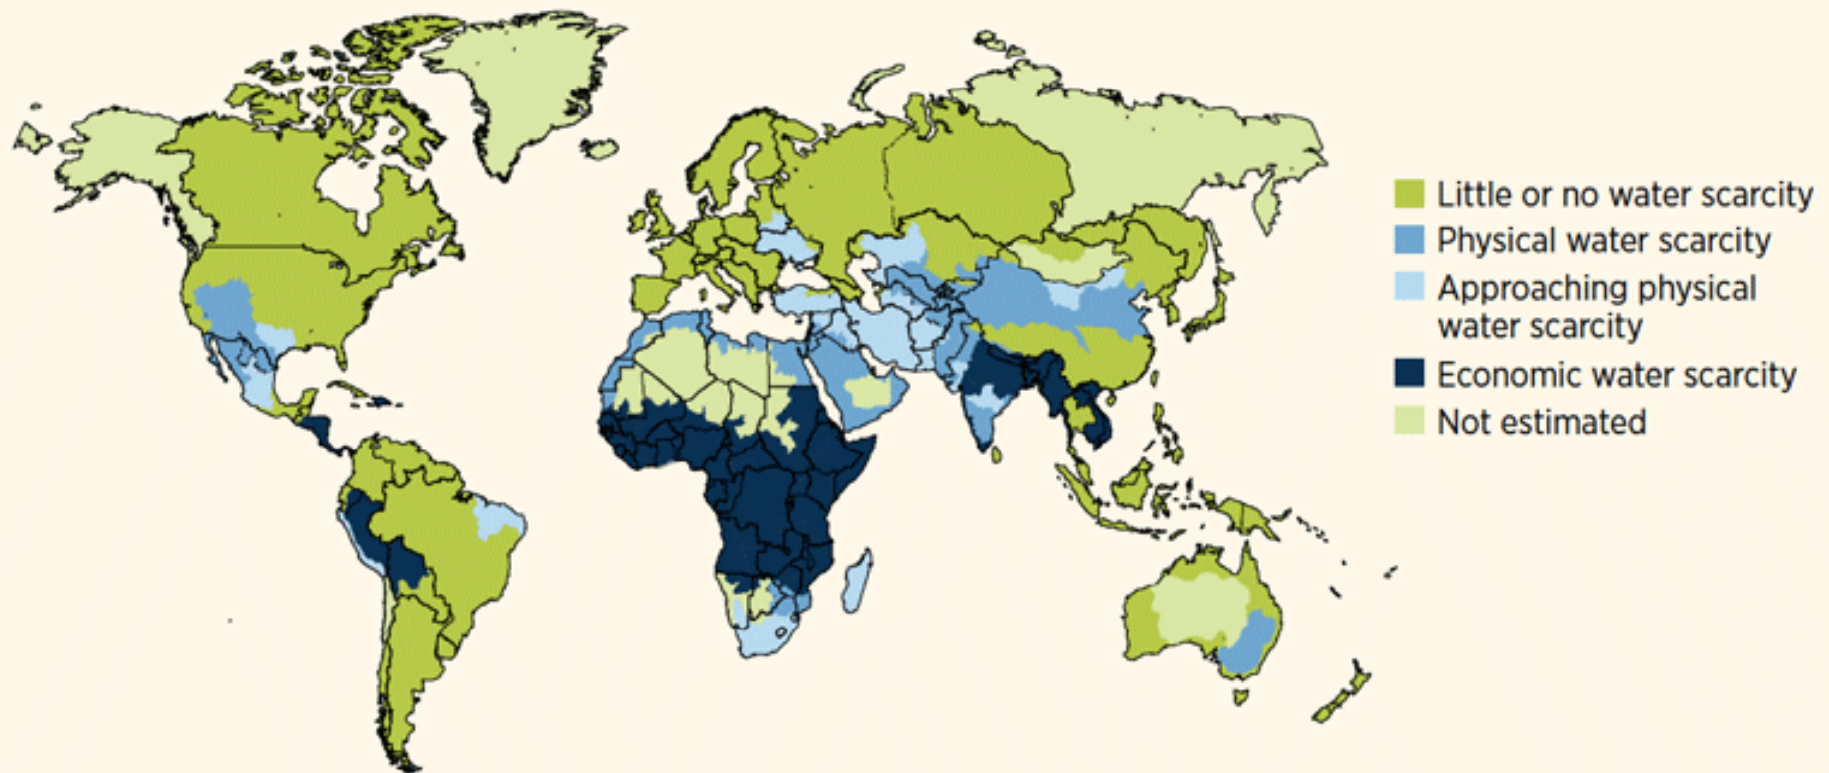 Little or no water scarcity
Physical water scarcity
Approaching physical
water scarcity
Economic water scarcity
Not estimated